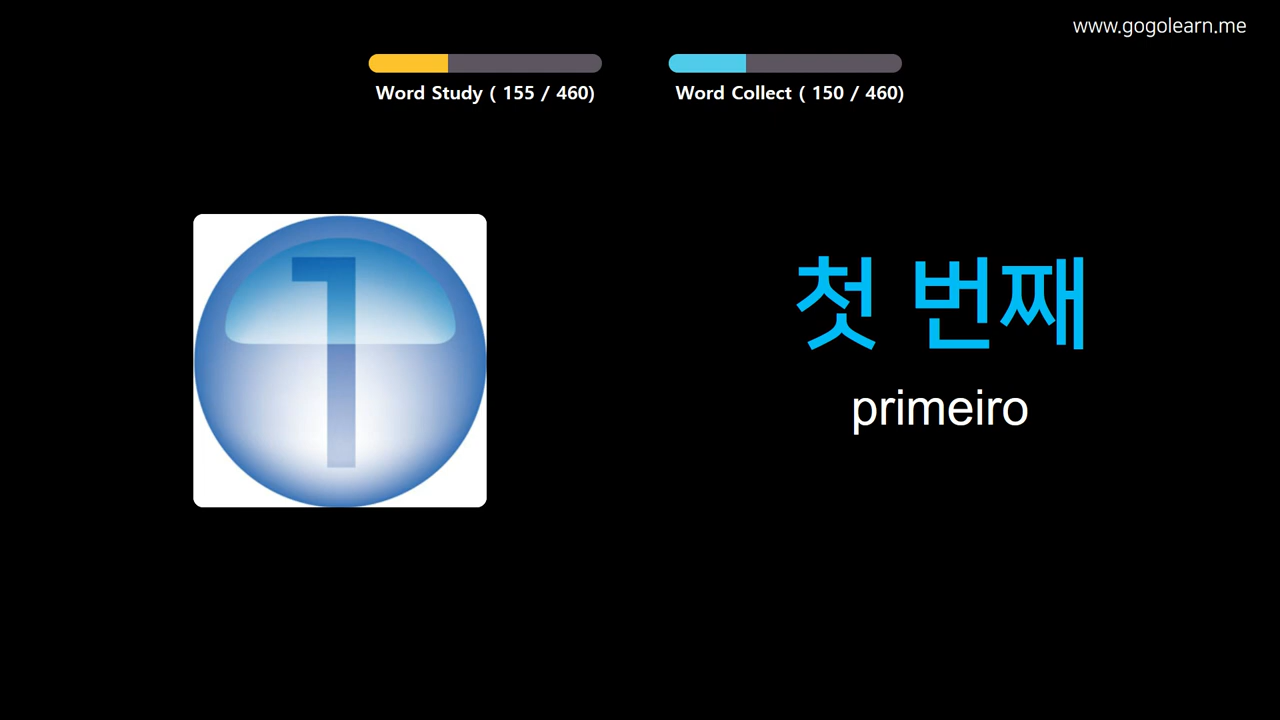 www.gogolearn.me
Word Study ( 155 / 460)
Word Collect ( 150 / 460)
1
첫 번째
primeiro